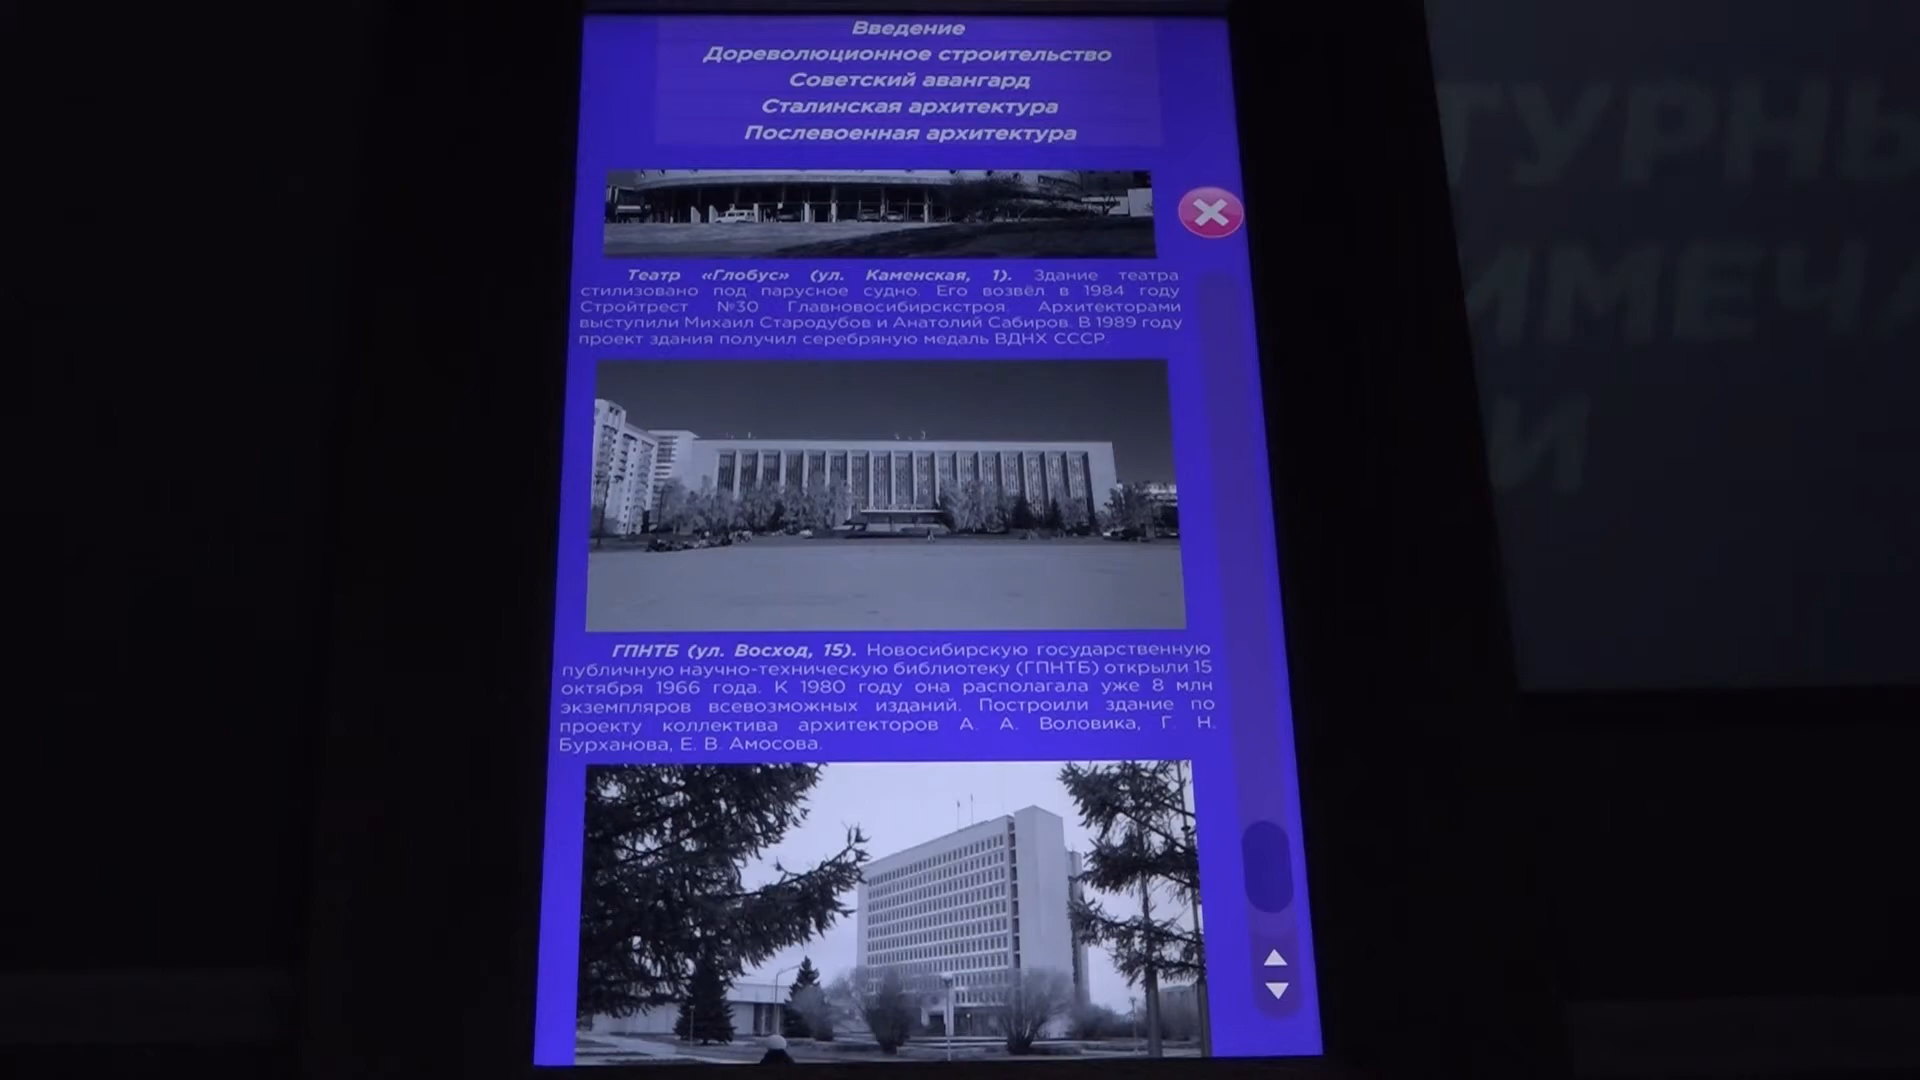 Введение
Дореволюционное строительство
Советский авангард
Сталинская архитектура
Послевоенная архитектура
Театр «Глобус» (ул. Каменская, 1). Здание театра
стилизовано под парусное судно. Его возвёл в 1984 году
Стройтрест №30 Главновосибирскстроя. Архитекторами
выступили Михаил Стародубов и Анатолий Сабиров. В 1989 году
проект здания получил серебряную медаль ВДНХ СССР.
ГПНТБ (ул. Восход, 15). Новосибирскую государственную
публичную научно-техническую библиотеку (ГПНТБ) открыли 15
октября 1966 года. К 1980 году она располагала уже 8 млн
экземпляров всевозможных изданий. Построили здание по
проекту коллектива архитекторов А. А. Воловика, Г. Н.
Бурханова, Е. В. Амосова.
ТУРНЫ
ИМЕЧА
И